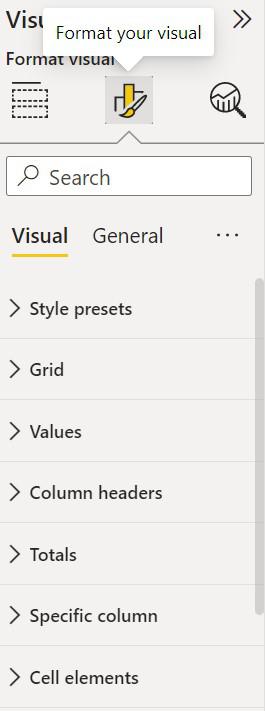 Visu
Format your visual
Format visual
Search
Visual General
Style presets
Grid
Values
Column headers
Totals
Specific column
Cell elements